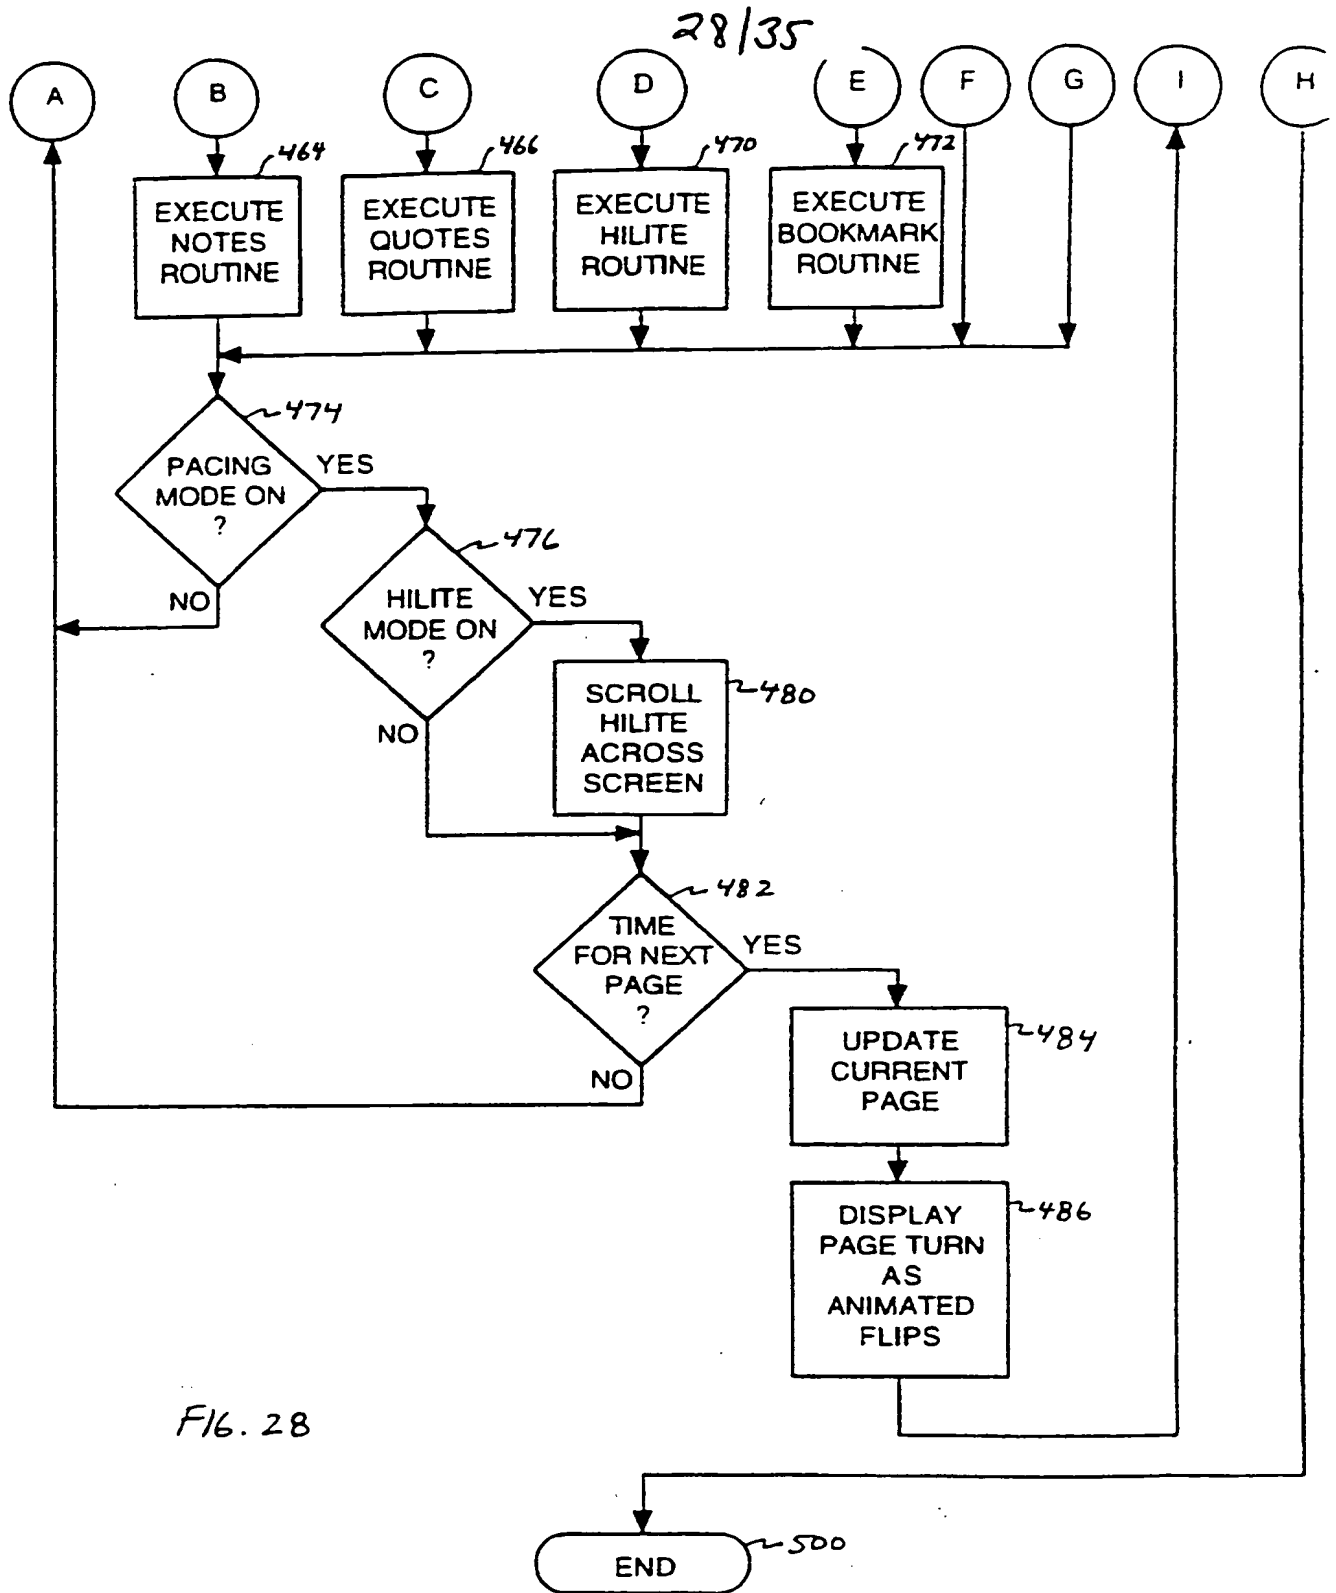 28/35
A
B
C
D
E
F
G
I
H
464
466
470
472
EXECUTE
NOTES
ROUTINE
EXECUTE
QUOTES
ROUTINE
EXECUTE
HILITE
ROUTINE
EXECUTE
BOOKMARK
ROUTINE
474
PACING
MODE ON
?
YES
NO
476
HILITE
MODE ON
?
YES
NO
480
SCROLL
HILITE
ACROSS
SCREEN
482
TIME
FOR NEXT
PAGE
?
YES
NO
484
UPDATE
CURRENT
PAGE
486
DISPLAY
PAGE TURN
AS
ANIMATED
FLIPS
FIG. 28
500
END